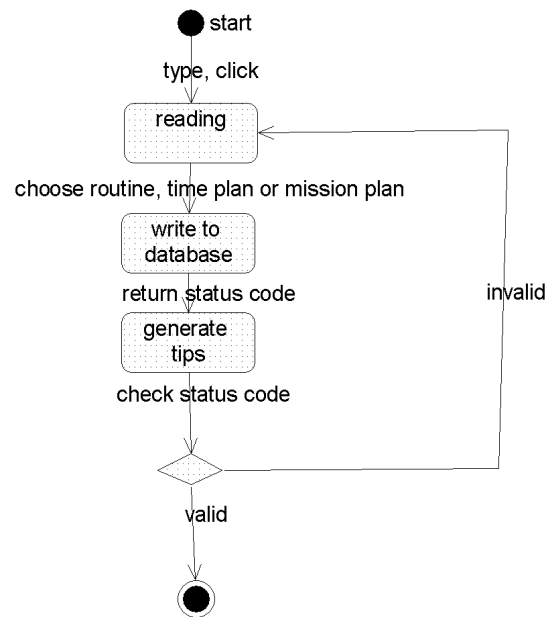 start
type, click
reading
choose routine, time plan or mission plan
write to
database
return status code
invalid
generate
tips
check status code
valid